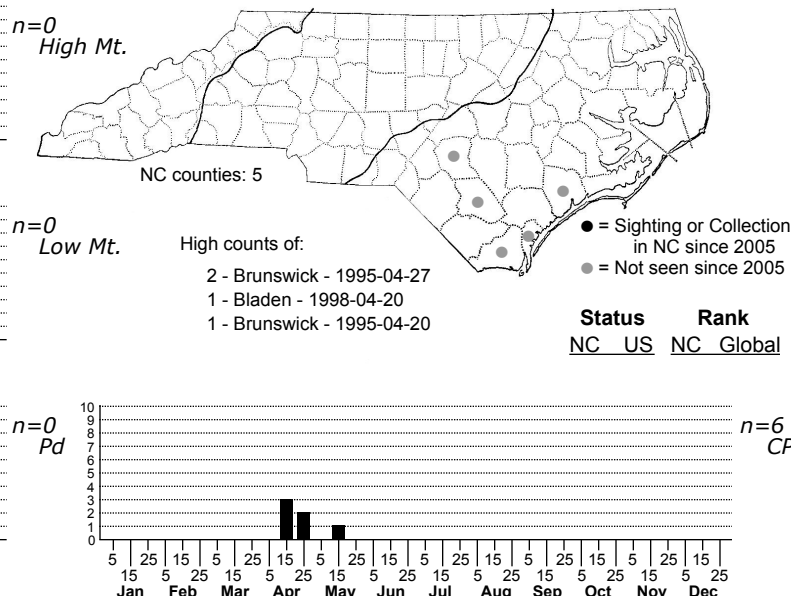 n=0
High Mt.
NC counties: 5
n=0
Low Mt.
High counts of:
2 - Brunswick - 1995-04-27
1 - Bladen - 1998-04-20
1 - Brunswick - 1995-04-20
● = Sighting or Collection
in NC since 2005
● = Not seen since 2005
Status Rank
NC US NC Global
n=0
Pd
10
9
8
7
6
5
4
3
2
1
0
n=6
CP
5 25 15 5 25 15 5 25 15 5 25 15 5 25 15 5 25 15
15 5 25 15 5 25 15 5 25 15 5 25 15 5 25 15 5 25
Jan Feb Mar Apr May Jun Jul Aug Sep Oct Nov Dec